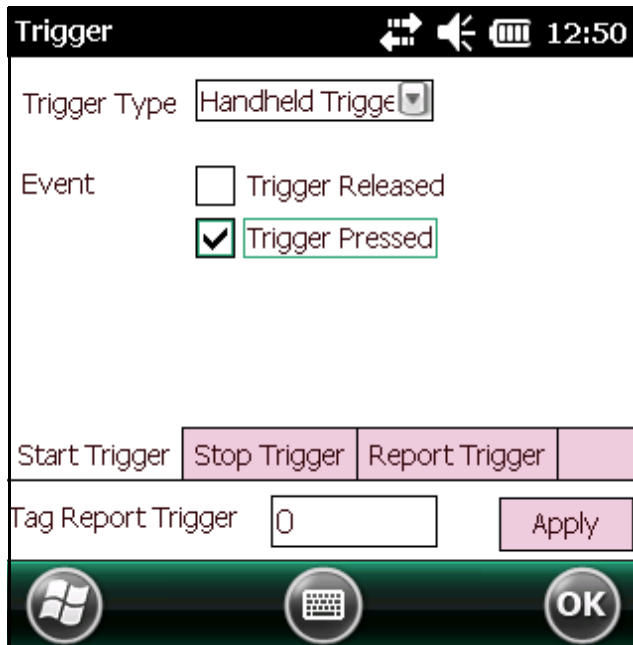 Trigger 12:50
Trigger Type Handheld Trigge
Event Trigger Released
Trigger Pressed
Start Trigger Stop Trigger Report Trigger
Tag Report Trigger 0 Apply
OK